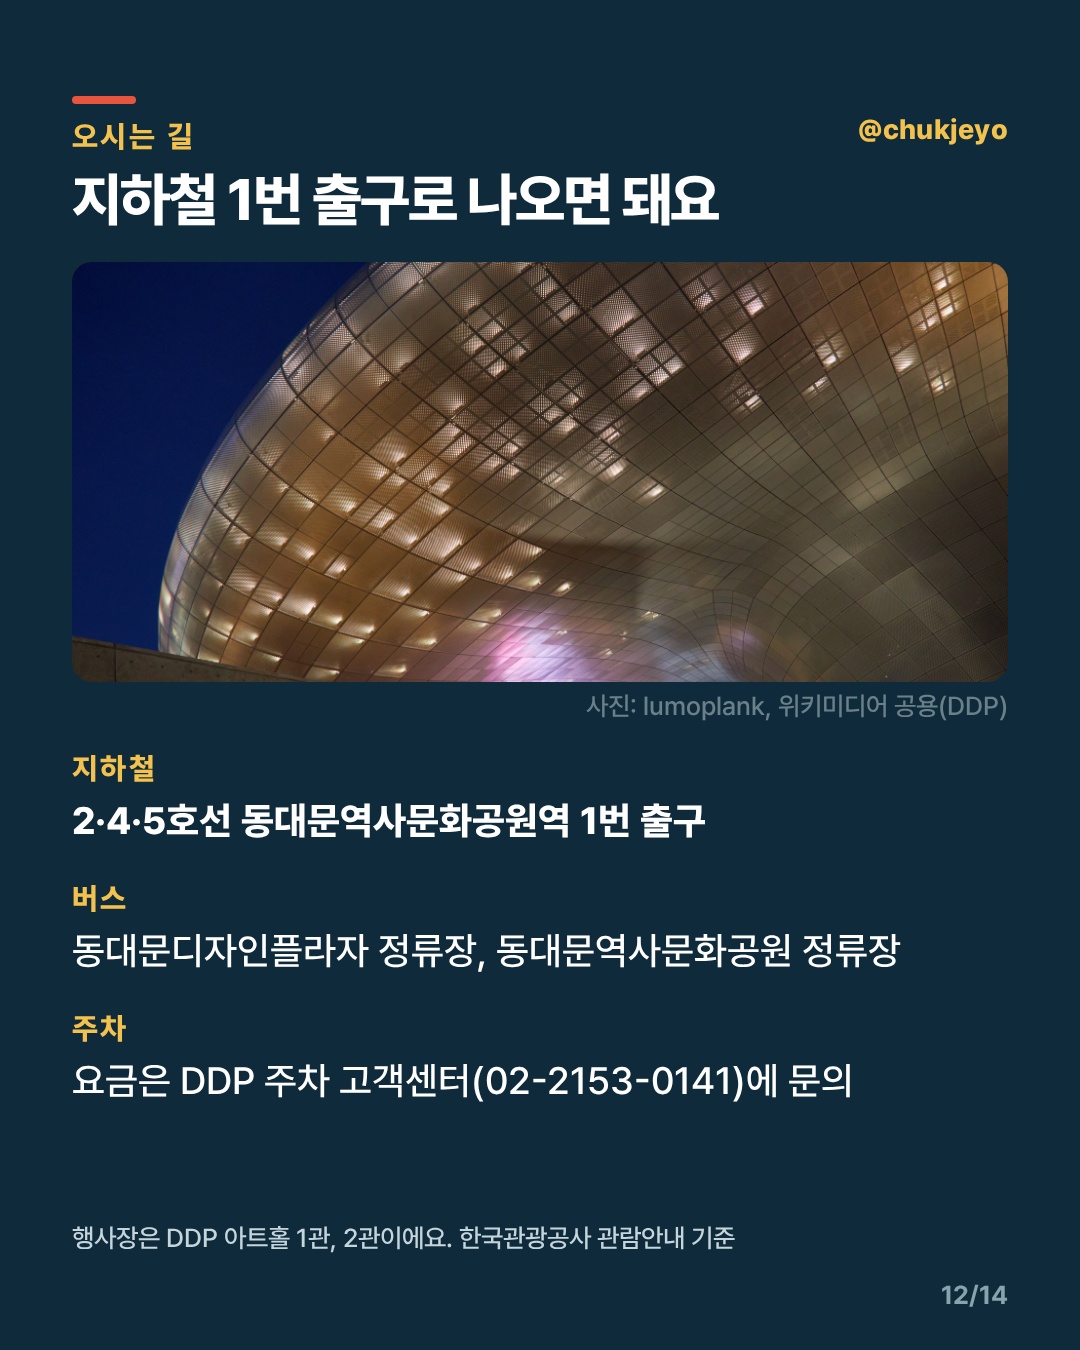 오시는 길
@chukjeyo
지하철 1번 출구로 나오면 돼요
사진: lumoplank, 위키미디어 공용(DDP)
지하철
2·4·5호선 동대문역사문화공원역 1번 출구
버스
동대문디자인플라자 정류장, 동대문역사문화공원 정류장
주차
요금은 DDP 주차 고객센터(02-2153-0141)에 문의
행사장은 DDP 아트홀 1관, 2관이에요. 한국관광공사 관람안내 기준
12/14